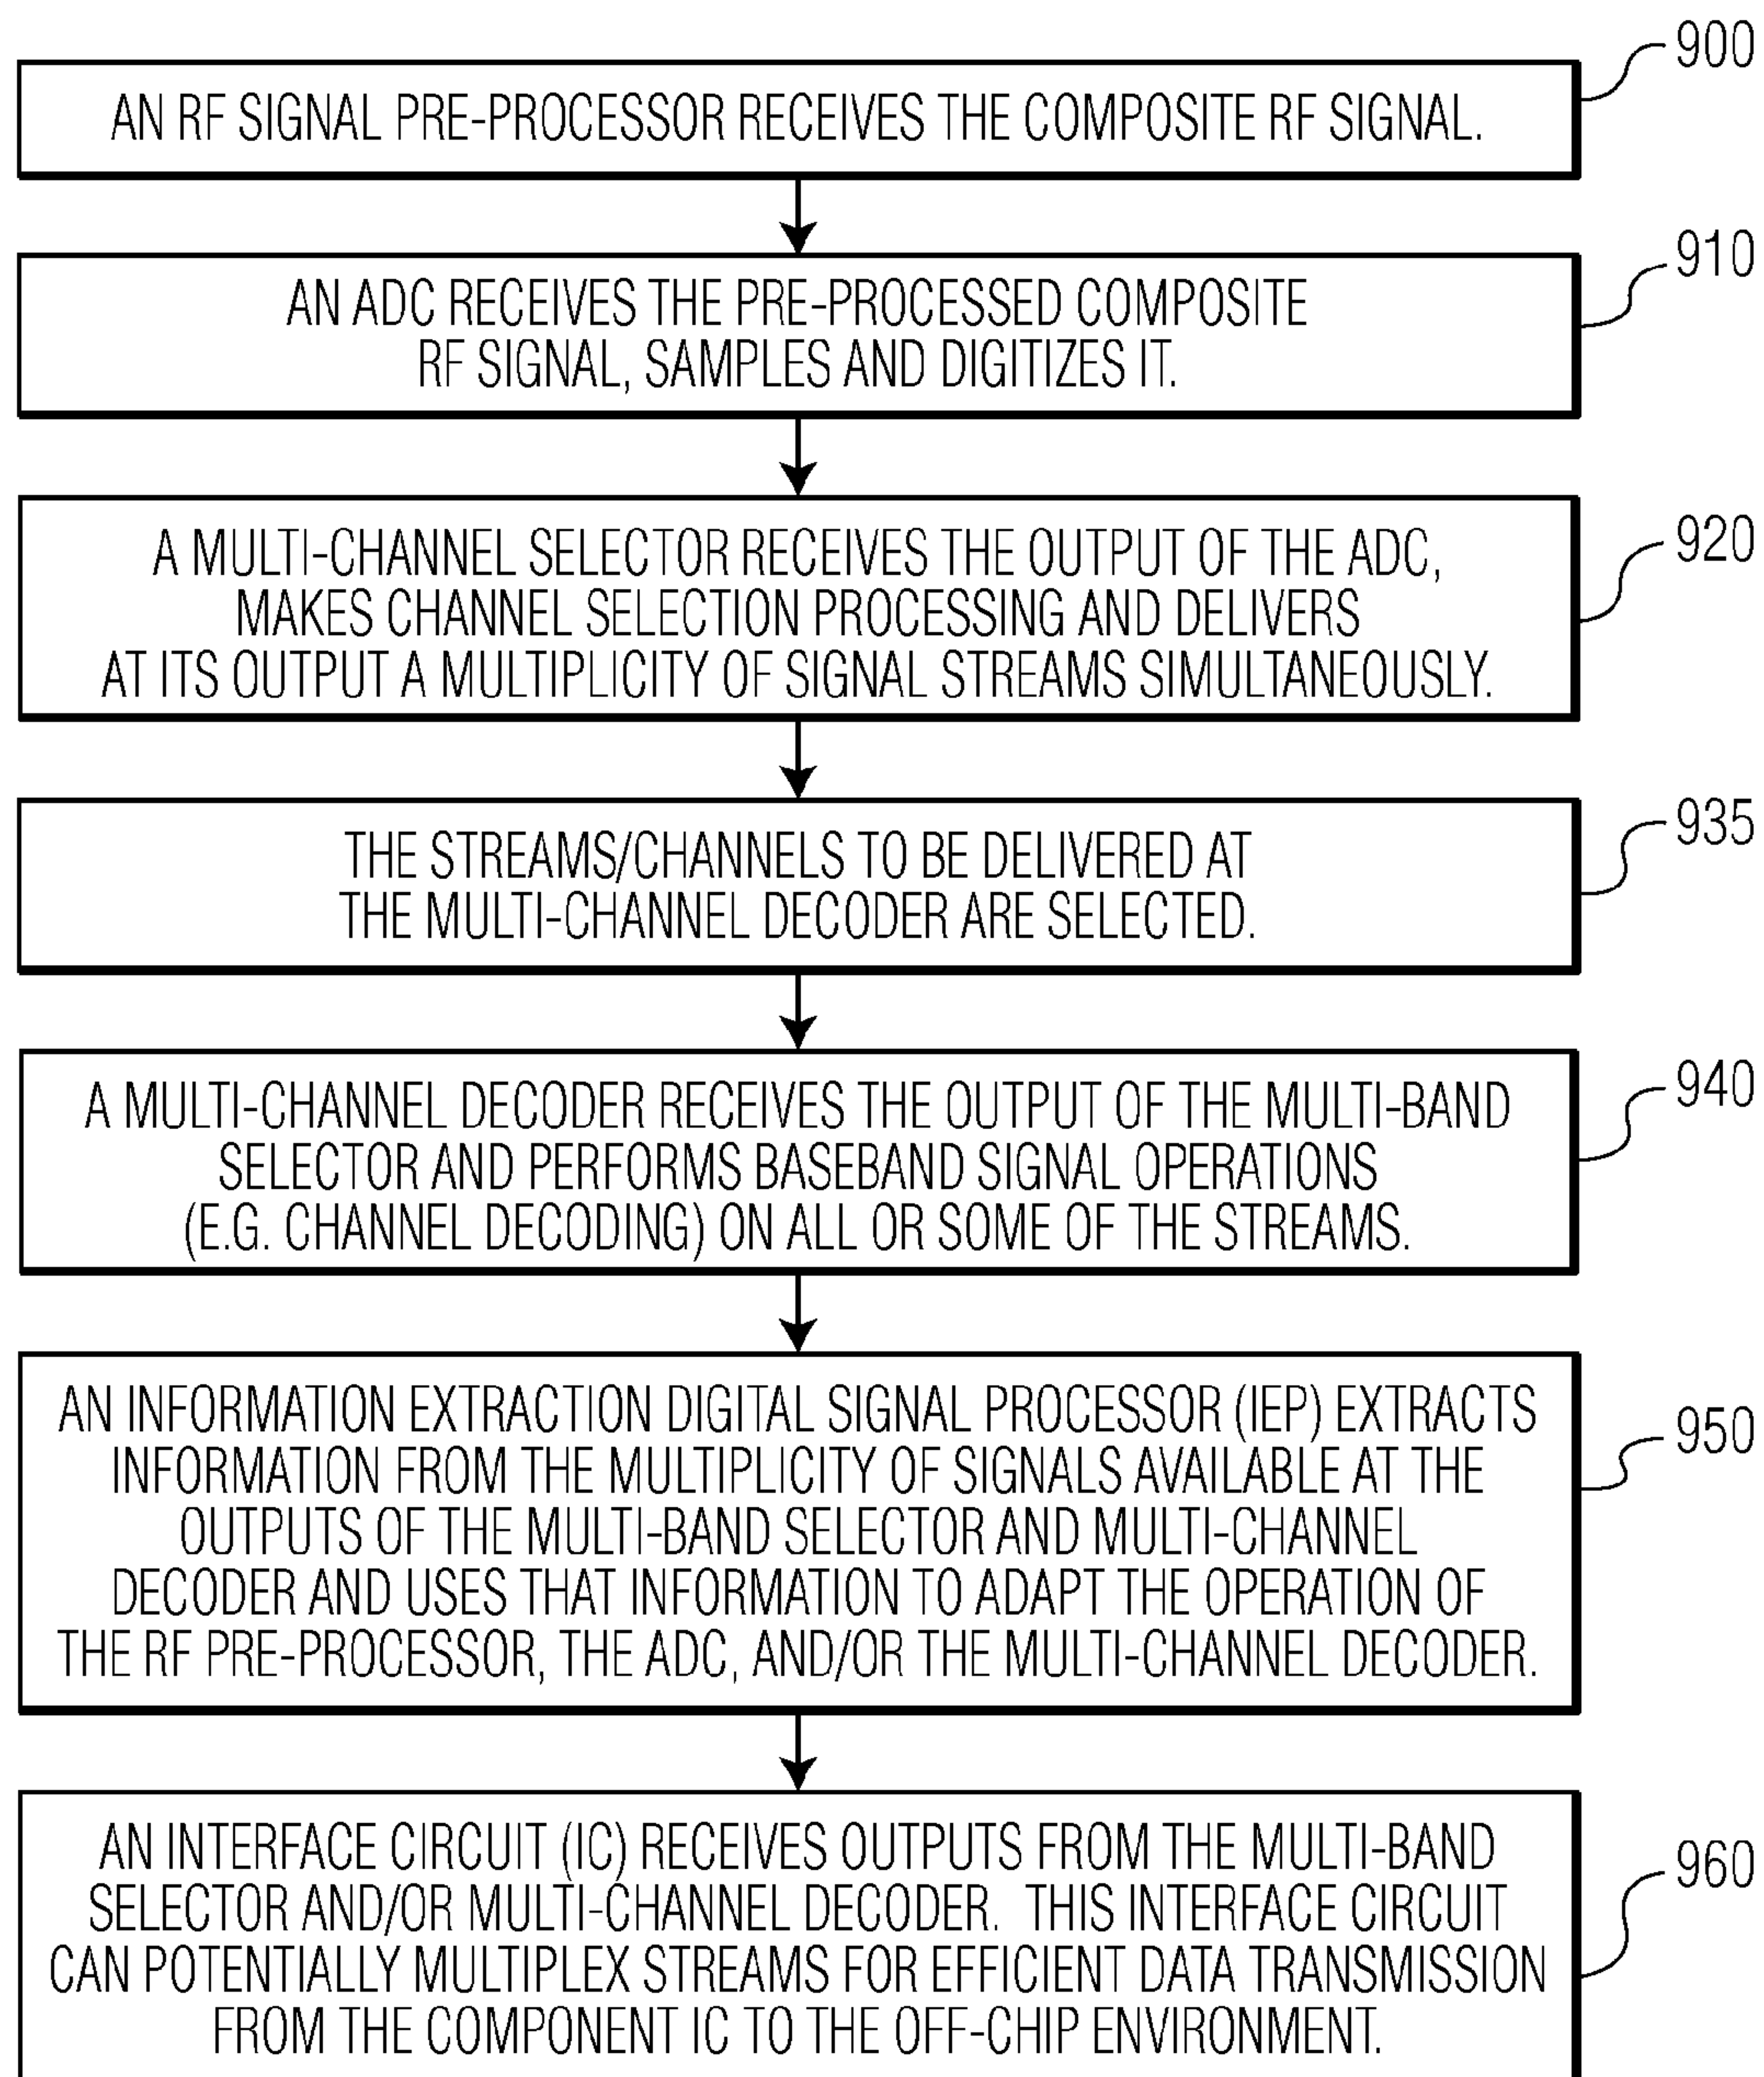 900
AN RF SIGNAL PRE-PROCESSOR RECEIVES THE COMPOSITE RF SIGNAL.
910
AN ADC RECEIVES THE PRE-PROCESSED COMPOSITE
RF SIGNAL, SAMPLES AND DIGITIZES IT.
920
A MULTI-CHANNEL SELECTOR RECEIVES THE OUTPUT OF THE ADC,
MAKES CHANNEL SELECTION PROCESSING AND DELIVERS
AT ITS OUTPUT A MULTIPLICITY OF SIGNAL STREAMS SIMULTANEOUSLY.
935
THE STREAMS/CHANNELS TO BE DELIVERED AT
THE MULTI-CHANNEL DECODER ARE SELECTED.
940
A MULTI-CHANNEL DECODER RECEIVES THE OUTPUT OF THE MULTI-BAND
SELECTOR AND PERFORMS BASEBAND SIGNAL OPERATIONS
(E.G. CHANNEL DECODING) ON ALL OR SOME OF THE STREAMS.
950
AN INFORMATION EXTRACTION DIGITAL SIGNAL PROCESSOR (IEP) EXTRACTS
INFORMATION FROM THE MULTIPLICITY OF SIGNALS AVAILABLE AT THE
OUTPUTS OF THE MULTI-BAND SELECTOR AND MULTI-CHANNEL
DECODER AND USES THAT INFORMATION TO ADAPT THE OPERATION OF
THE RF PRE-PROCESSOR, THE ADC, AND/OR THE MULTI-CHANNEL DECODER.
960
AN INTERFACE CIRCUIT (IC) RECEIVES OUTPUTS FROM THE MULTI-BAND
SELECTOR AND/OR MULTI-CHANNEL DECODER. THIS INTERFACE CIRCUIT
CAN POTENTIALLY MULTIPLEX STREAMS FOR EFFICIENT DATA TRANSMISSION
FROM THE COMPONENT IC TO THE OFF-CHIP ENVIRONMENT.